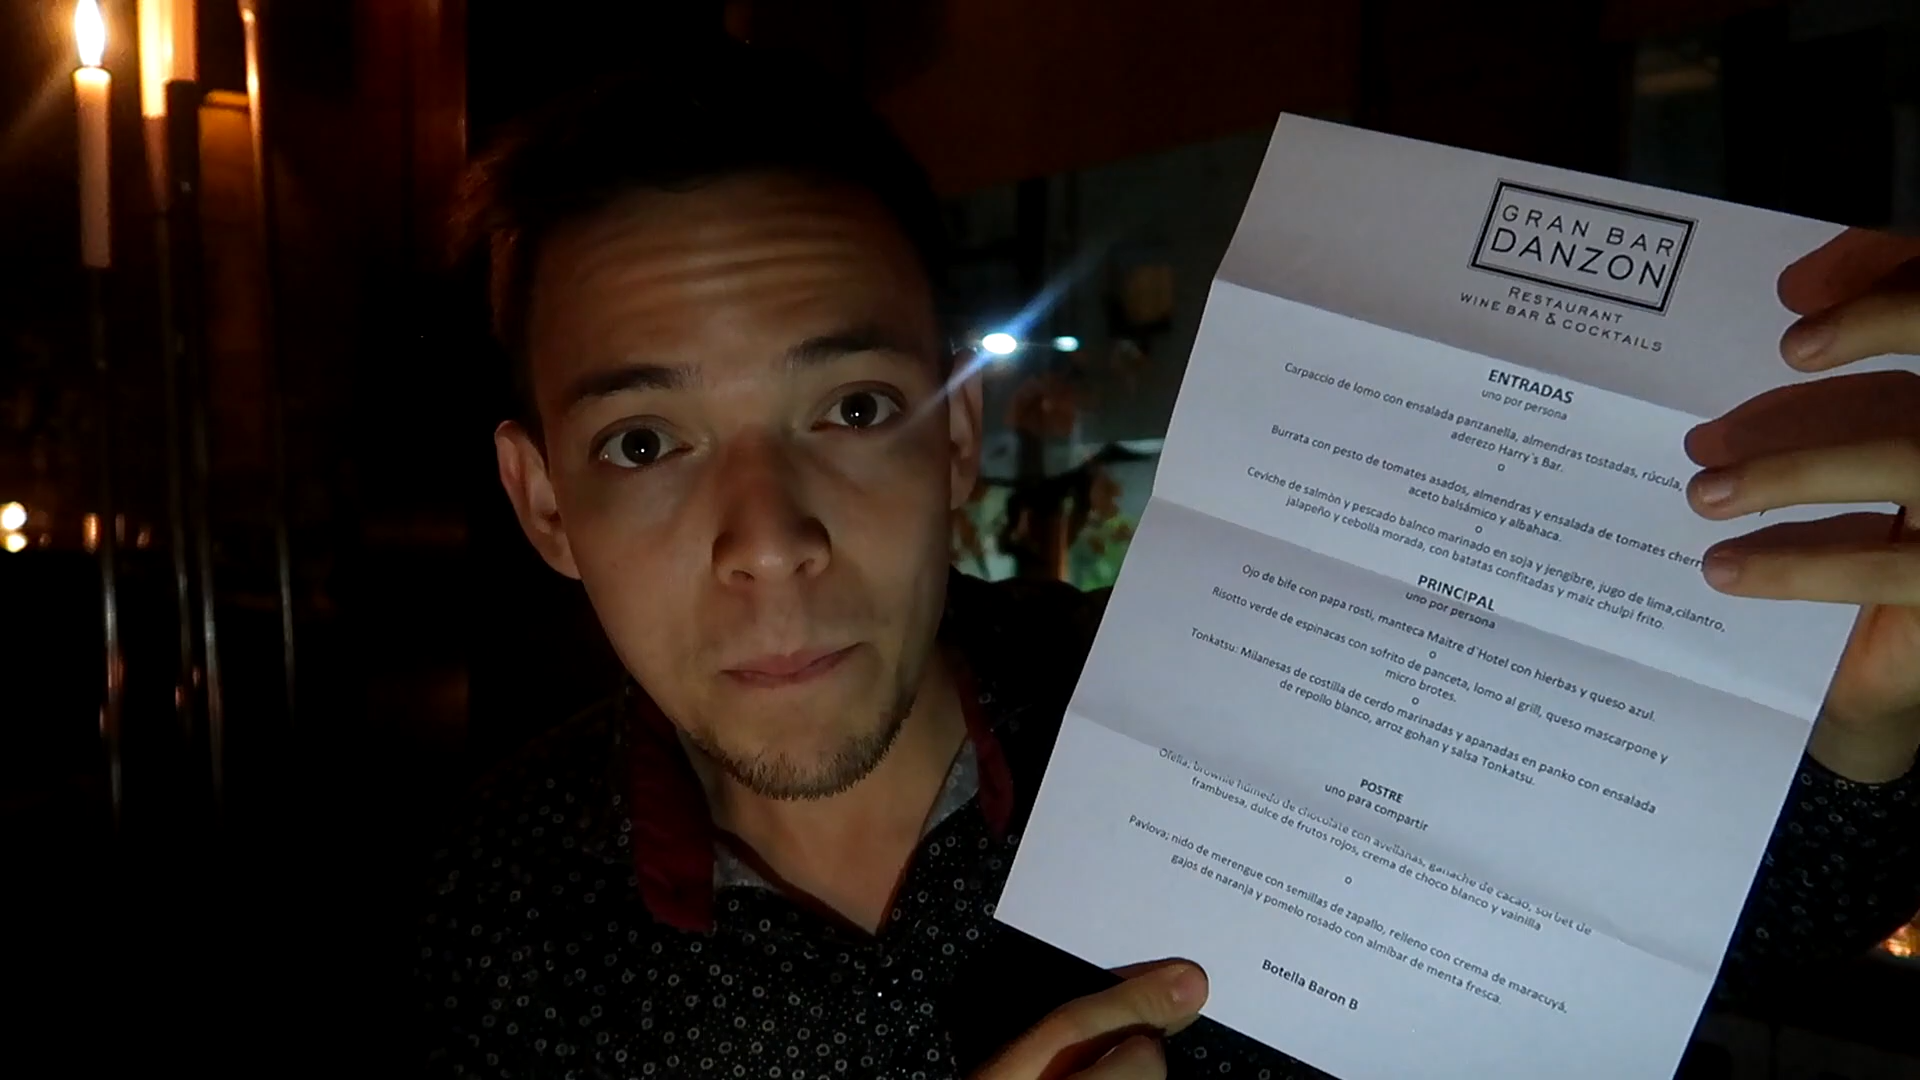 GRAN BAR
DANZON
RESTAURANT
WINE BAR & COCKTAILS
ENTRADAS
uno por persona
Carpaccio de lomo con ensalada panzanella, almendras tostadas, rúcula,
aderezo Harry's Bar.
o
Burrata con pesto de tomates asados, almendras y ensalada de tomates cherry
aceto balsámico y albahaca.
o
Ceviche de salmòn y pescado balnco marinado en soja y jengibre, jugo de lima,cilantro,
jalapeño y cebolla morada, con batatas confitadas y maíz chulpi frito.
PRINCIPAL
uno por persona
Ojo de bife con papa rosti, manteca Maitre d´Hotel con hierbas y queso azul.
o
Risotto verde de espinacas con sofrito de panceta, lomo al grill, queso mascarpone y
micro brotes.
o
Tonkatsu: Milanesas de costilla de cerdo marinadas y apanadas en panko con ensalada
de repollo blanco, arroz gohan y salsa Tonkatsu.
POSTRE
uno para compartir
brownie húmedo de chocolate con avellanas, ganache de cacao, sorbet de
frambuesa, dulce de frutos rojos, crema de choco blanco y vainilla
o
Pavlova; nido de merengue con semillas de zapallo, relleno con crema de maracuyá,
gajos de naranja y pomelo rosado con almíbar de menta fresca.
Botella Baron B